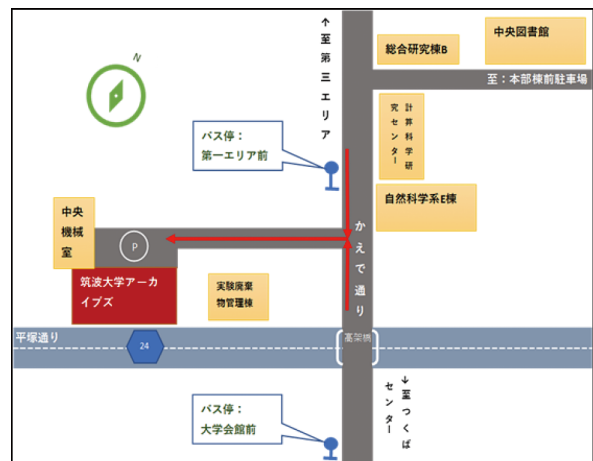 N
↑至第三エリア
総合研究棟B
中央図書館
至：本部棟前駐車場
バス停：
第一エリア前
計算科学研
究センター
自然科学系E棟
中央
機械
室
P
かえで通り
筑波大学アーカ
イブズ
実験廃棄
物管理棟
平塚通り
24
高架橋
バス停：
大学会館前
↓至つくば
センター